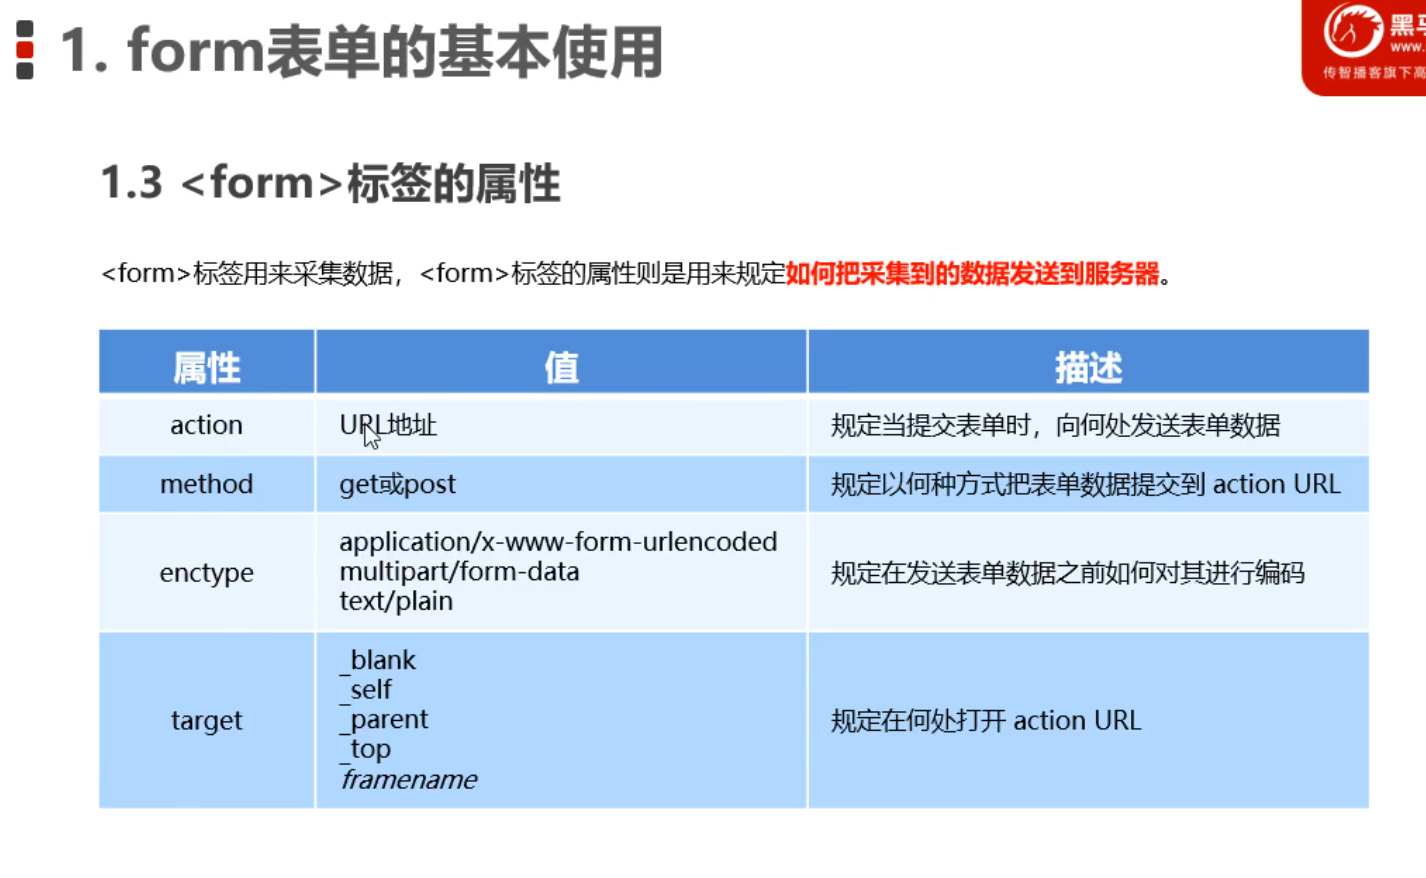 1. form表单的基本使用
黑
www.
传智播客旗下高
1.3 <form>标签的属性
<form>标签用来采集数据，<form>标签的属性则是用来规定如何把采集到的数据发送到服务器。
属性 值 描述
action URL地址 规定当提交表单时，向何处发送表单数据
method get或post 规定以何种方式把表单数据提交到 action URL
application/x-www-form-urlencoded
enctype multipart/form-data 规定在发送表单数据之前如何对其进行编码
text/plain
_blank
_self
target _parent 规定在何处打开 action URL
_top
framename